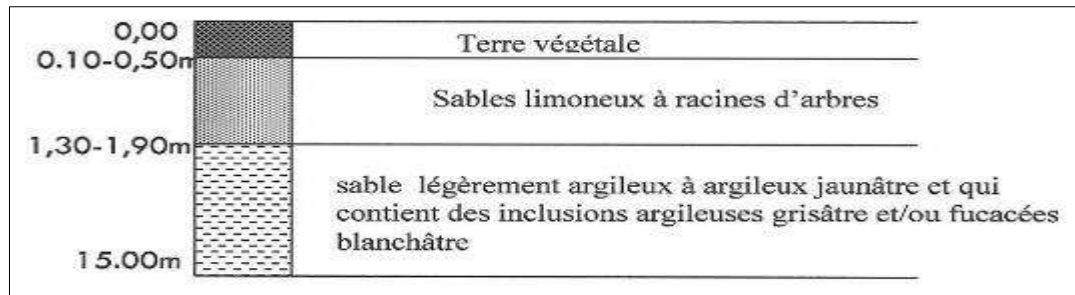 0,00
Terre végétale
0.10-0,50m
Sables limoneux à racines d'arbres
1,30-1,90m
sable légèrement argileux à argileux jaunâtre et qui
contient des inclusions argileuses grisâtre et/ou fucacées
blanchâtre
15.00m